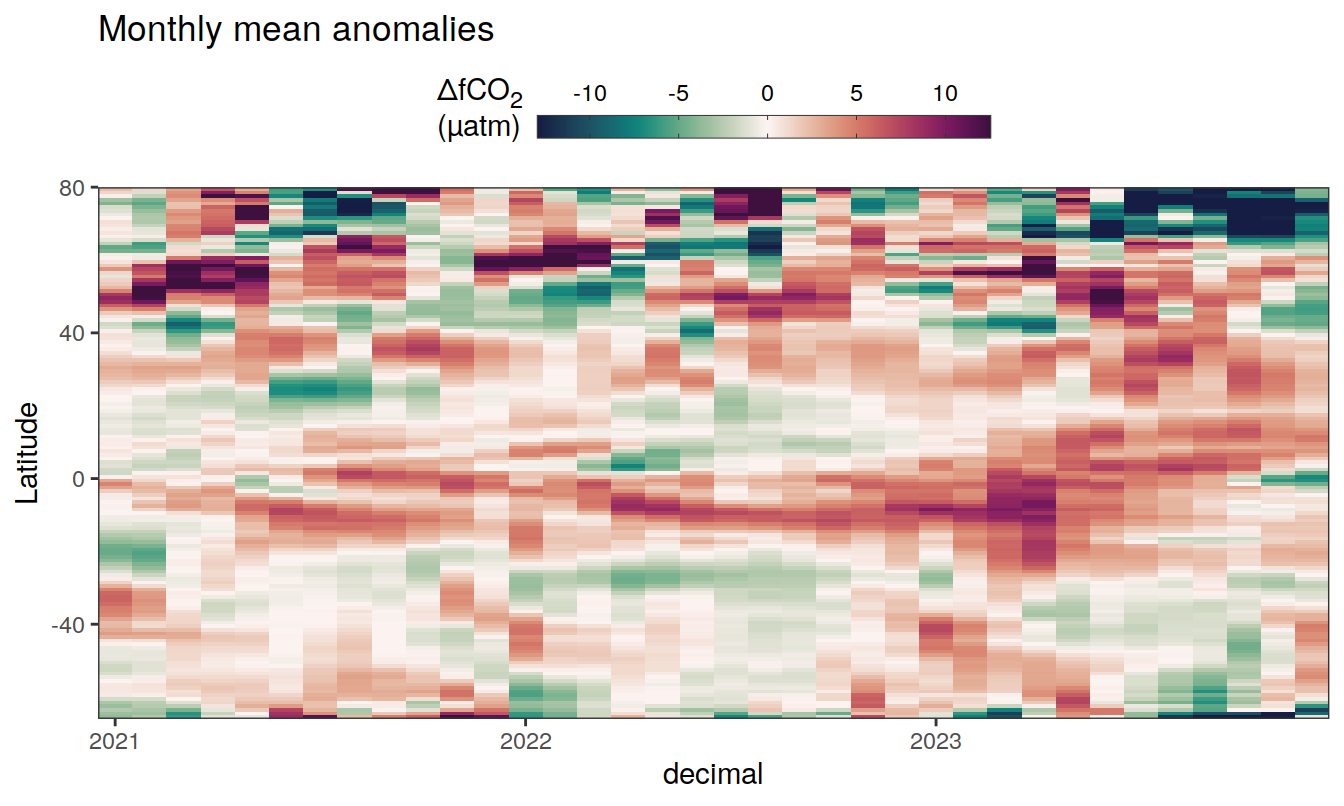 Monthly mean anomalies
ΔfCO₂
(µatm)
-10 -5 0 5 10
80
40
0
-40
Latitude
2021 2022 2023
decimal